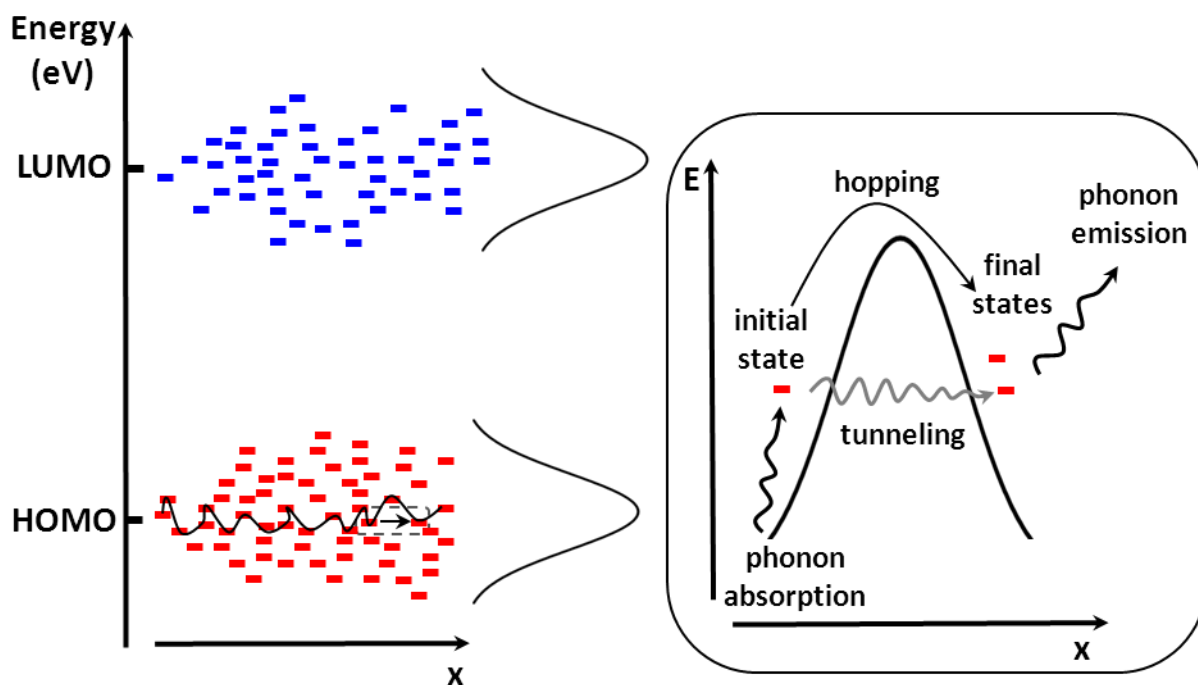 Energy
(eV)
LUMO
HOMO
x
E
hopping
phonon
emission
final
states
initial
state
tunneling
phonon
absorption
x